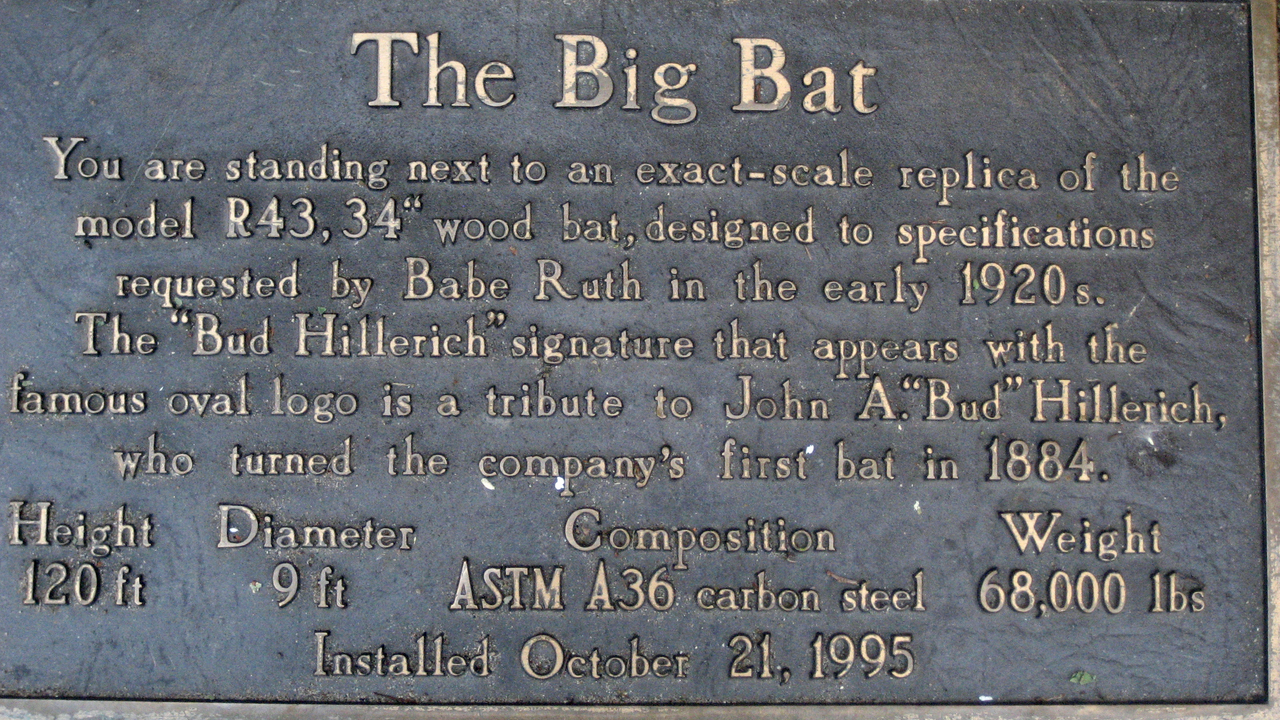 The Big Bat
You are standing next to an exact-scale replica of the
model R43, 34“ wood bat, designed to specifications
requested by Babe Ruth in the early 1920s.
The “Bud Hillerich” signature that appears with the
famous oval logo is a tribute to John A. “Bud” Hillerich,
who turned the company’s first bat in 1884.
Height Diameter Composition Weight
120 ft 9 ft ASTM A36 carbon steel 68,000 lbs
Installed October 21, 1995